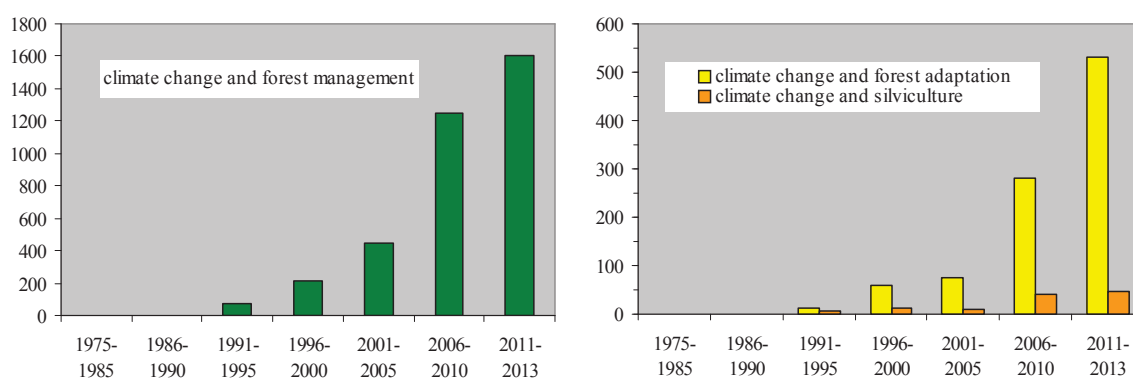 1800
1600
1400
1200
1000
800
600
400
200
0
climate change and forest management
1975- 1986- 1991- 1996- 2001- 2006- 2011-
1985 1990 1995 2000 2005 2010 2013
600
500
400
300
200
100
0
climate change and forest adaptation
climate change and silviculture
1975- 1986- 1991- 1996- 2001- 2006- 2011-
1985 1990 1995 2000 2005 2010 2013